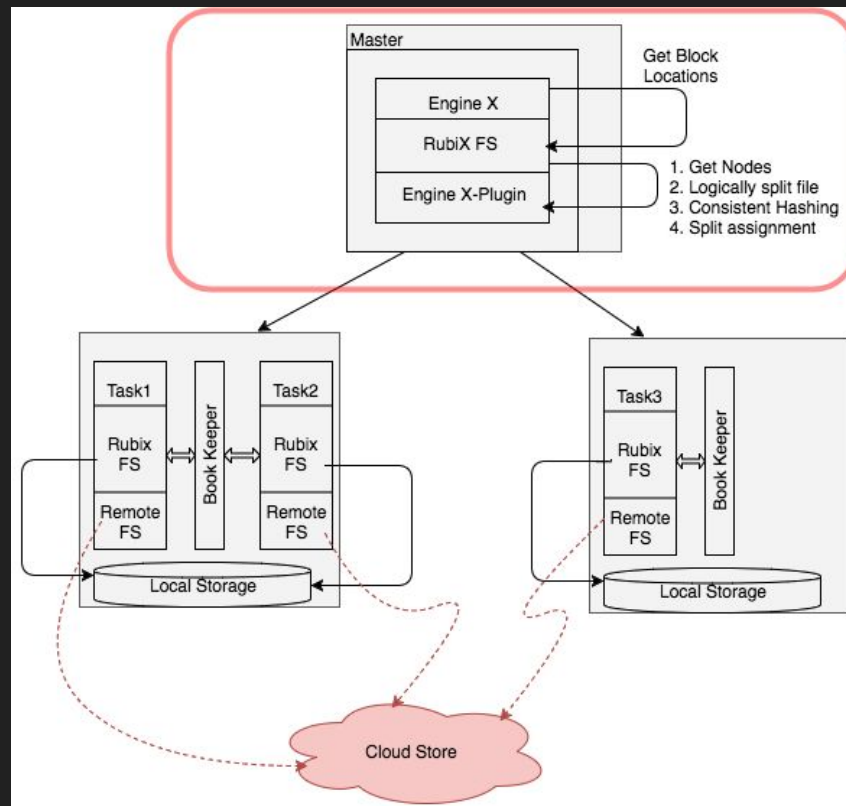 Master
Get Block
Locations
Engine X
RubiX FS
Engine X-Plugin
1. Get Nodes
2. Logically split file
3. Consistent Hashing
4. Split assignment
Task1
Rubix
FS
Remote
FS
Book Keeper
Task2
Rubix
FS
Remote
FS
Local Storage
Task3
Rubix
FS
Remote
FS
Book Keeper
Local Storage
Cloud Store